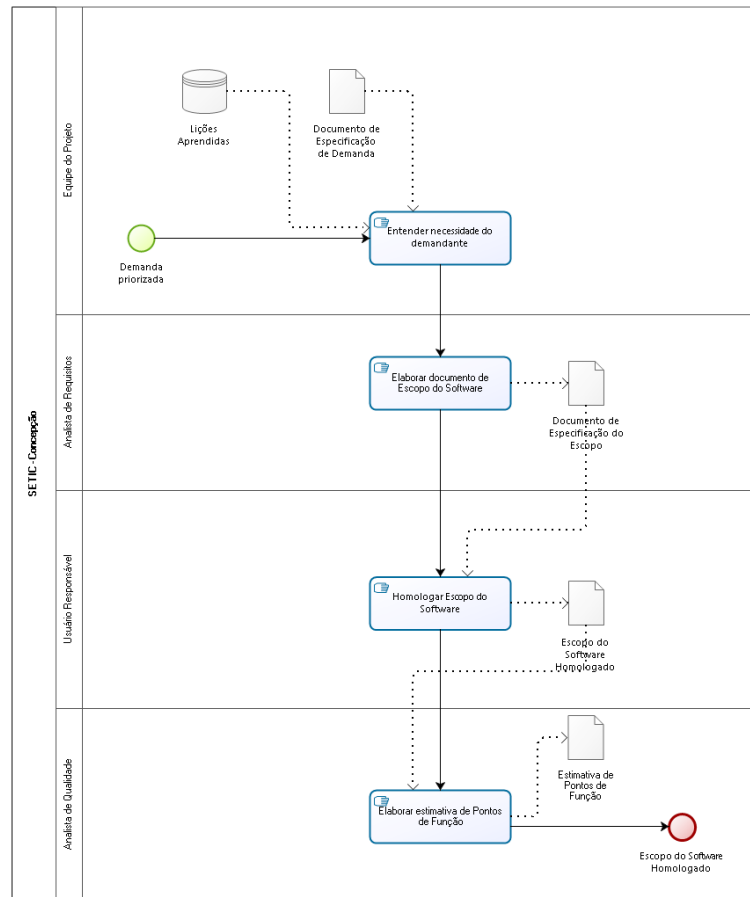 SETIC - Concepção
Equipe do Projeto
Lições
Aprendidas
Documento de
Especificação
de Demanda
Entender necessidade do
demandante
Demanda
priorizada
Analista de Requisitos
Elaborar documento de
Escopo do Software
Documento de
Especificação do
Escopo
Usuário Responsável
Homologar Escopo do
Software
Escopo do
Software
Homologado
Analista de Qualidade
Estimativa de
Pontos de
Função
Elaborar estimativa de Pontos
de Função
Escopo do Software
Homologado